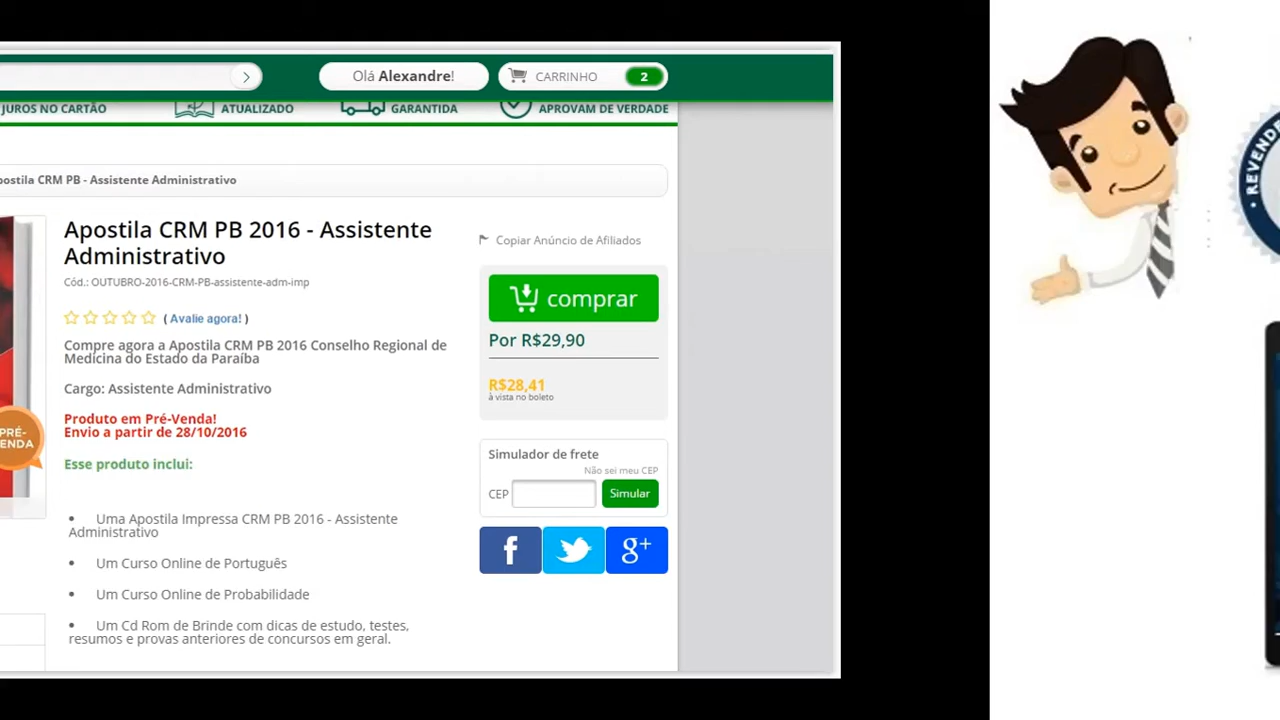 Olá Alexandre!
CARRINHO 2
JUROS NO CARTÃO
ATUALIZADO
GARANTIDA
APROVAM DE VERDADE
postila CRM PB - Assistente Administrativo
Apostila CRM PB 2016 - Assistente
Administrativo
Cód.: OUTUBRO-2016-CRM-PB-assistente-adm-imp
( Avalie agora! )
Compre agora a Apostila CRM PB 2016 Conselho Regional de
Medicina do Estado da Paraíba
Cargo: Assistente Administrativo
Produto em Pré-Venda!
Envio a partir de 28/10/2016
PRÉ-
ENDA
Esse produto inclui:
• Uma Apostila Impressa CRM PB 2016 - Assistente
Administrativo
• Um Curso Online de Português
• Um Curso Online de Probabilidade
• Um Cd Rom de Brinde com dicas de estudo, testes,
resumos e provas anteriores de concursos em geral.
Copiar Anúncio de Afiliados
comprar
Por R$29,90
R$28,41
à vista no boleto
Simulador de frete
Não sei meu CEP
CEP
Simular
f
g+
• REVENDE